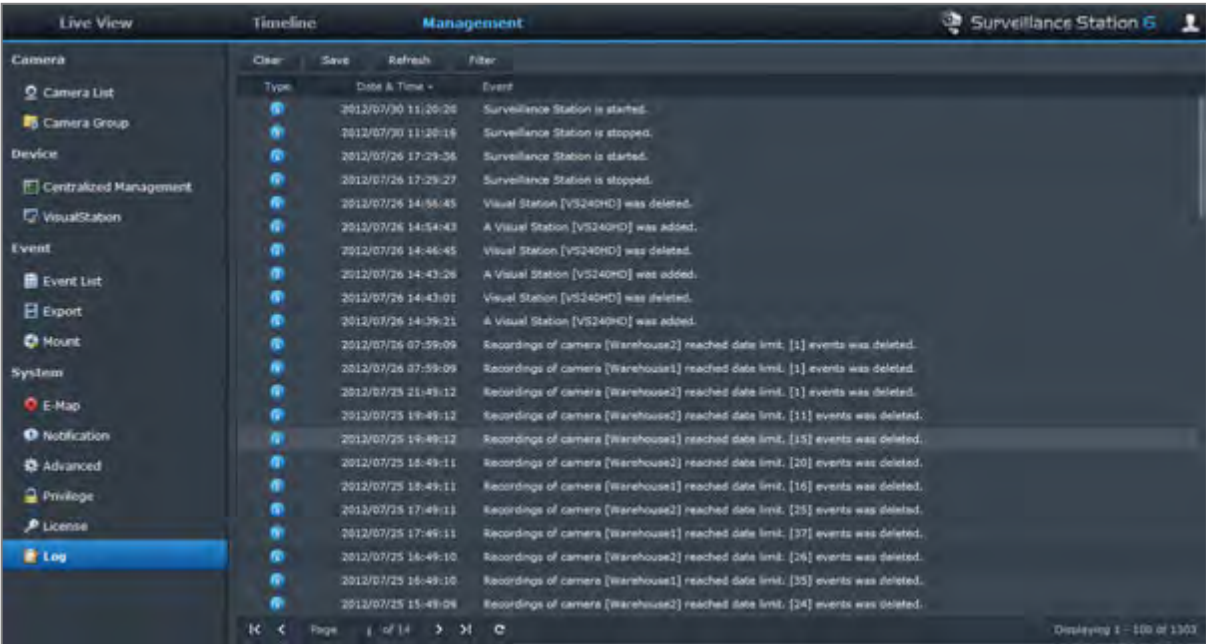 Live View Timeline Management Surveillance Station 6
Camera
Camera List
Camera Group
Device
Centralized Management
VisualStation
Event
Event List
Export
Mount
System
E-Map
Notification
Advanced
Privilege
License
Log
Clear Save Refresh Filter
Type Date & Time Event
2012/07/30 11:20:20 Surveillance Station is started.
2012/07/30 11:20:16 Surveillance Station is stopped.
2012/07/26 17:29:36 Surveillance Station is started.
2012/07/26 17:29:27 Surveillance Station is stopped.
2012/07/26 14:56:45 Visual Station [VS240HD] was deleted.
2012/07/26 14:54:43 A Visual Station [VS240HD] was added.
2012/07/26 14:46:45 Visual Station [VS240HD] was deleted.
2012/07/26 14:43:26 A Visual Station [VS240HD] was added.
2012/07/26 14:43:01 Visual Station [VS240HD] was deleted.
2012/07/26 14:39:21 A Visual Station [VS240HD] was added.
2012/07/26 07:59:09 Recordings of camera [Warehouse2] reached date limit. [1] events was deleted.
2012/07/26 07:59:09 Recordings of camera [Warehouse1] reached date limit. [1] events was deleted.
2012/07/25 21:49:12 Recordings of camera [Warehouse2] reached date limit. [1] events was deleted.
2012/07/25 19:49:12 Recordings of camera [Warehouse2] reached date limit. [11] events was deleted.
2012/07/25 19:49:12 Recordings of camera [Warehouse1] reached date limit. [15] events was deleted.
2012/07/25 18:49:11 Recordings of camera [Warehouse2] reached date limit. [20] events was deleted.
2012/07/25 18:49:11 Recordings of camera [Warehouse1] reached date limit. [16] events was deleted.
2012/07/25 17:49:11 Recordings of camera [Warehouse2] reached date limit. [25] events was deleted.
2012/07/25 17:49:11 Recordings of camera [Warehouse1] reached date limit. [37] events was deleted.
2012/07/25 16:49:10 Recordings of camera [Warehouse2] reached date limit. [26] events was deleted.
2012/07/25 16:49:10 Recordings of camera [Warehouse1] reached date limit. [35] events was deleted.
2012/07/25 15:49:09 Recordings of camera [Warehouse2] reached date limit. [24] events was deleted.
Page 1 of 14 Displaying 1 - 100 of 1303